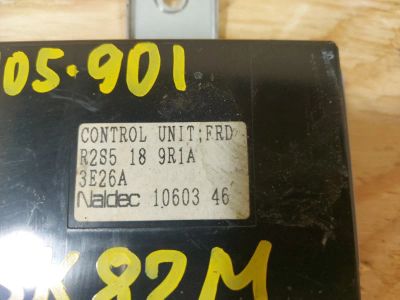 05-901
CONTROL UNIT;FRD
R2S5 18 9R1A
3E26A
Naldec 10603 46
K82M